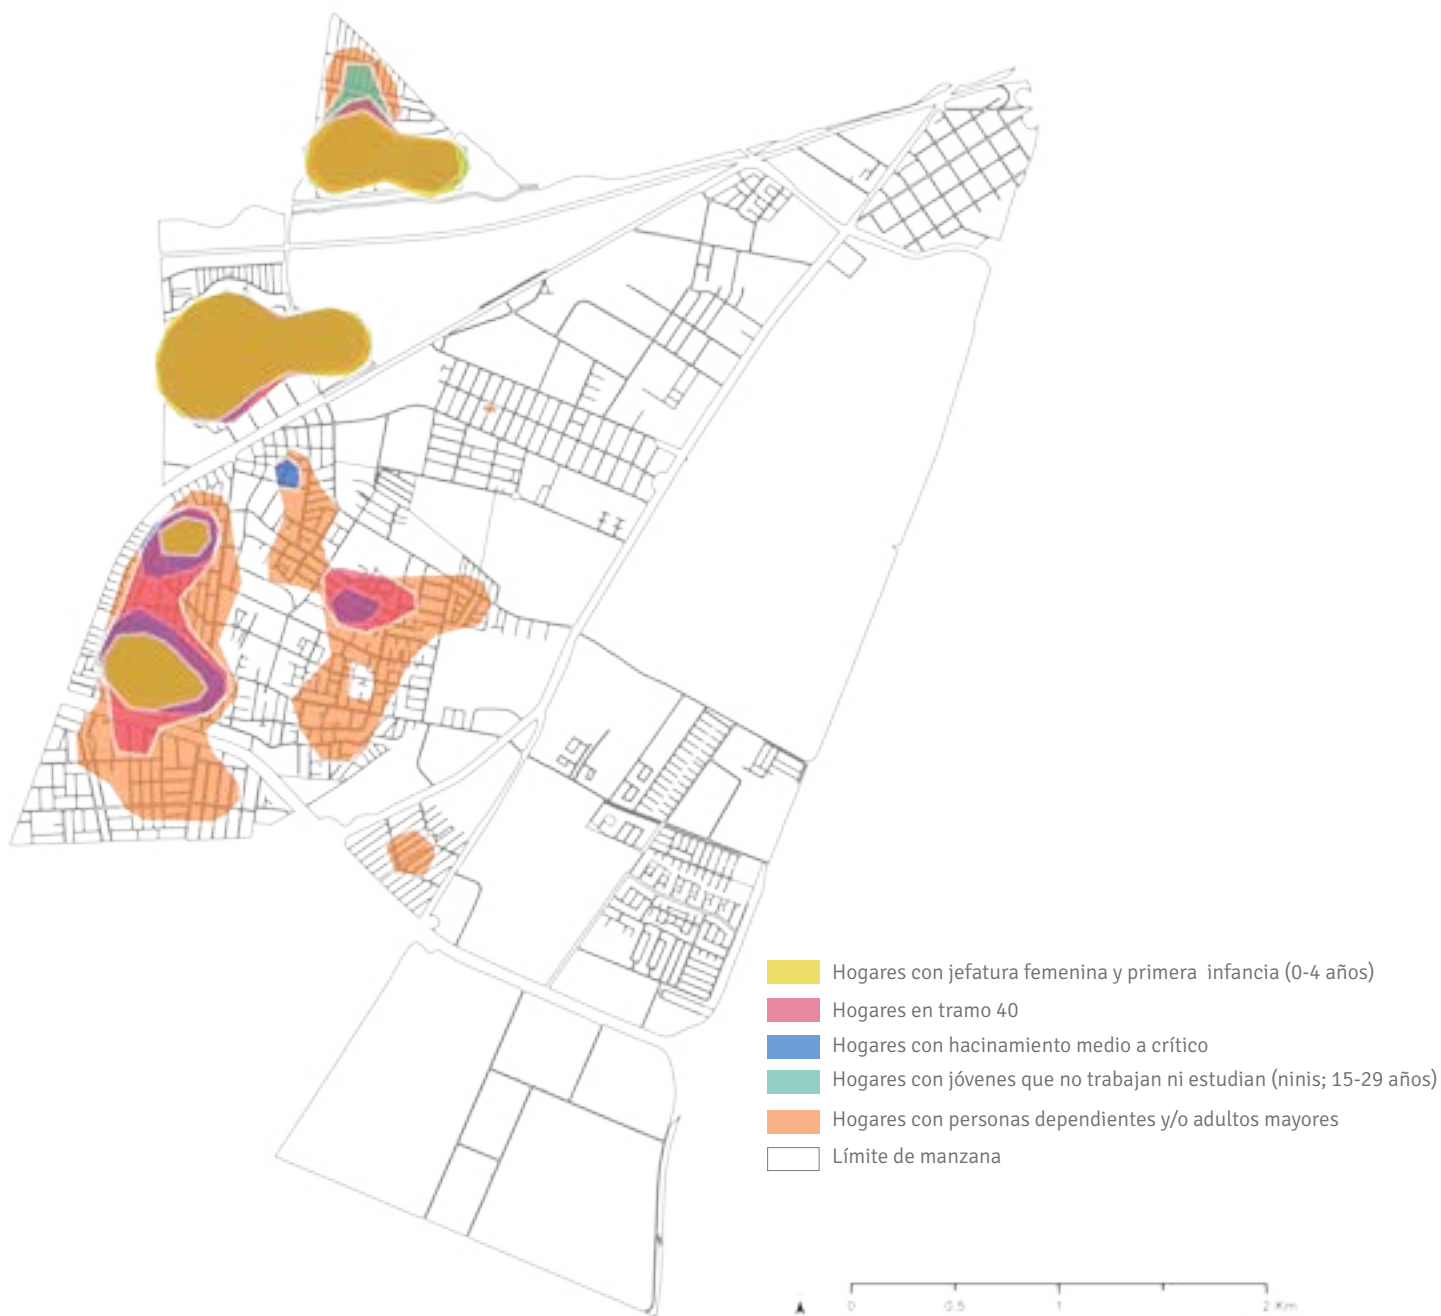 Hogares con jefatura femenina y primera infancia (0-4 años)
Hogares en tramo 40
Hogares con hacinamiento medio a crítico
Hogares con jóvenes que no trabajan ni estudian (ninis; 15-29 años)
Hogares con personas dependientes y/o adultos mayores
Límite de manzana
0 0,5 1 2 Km